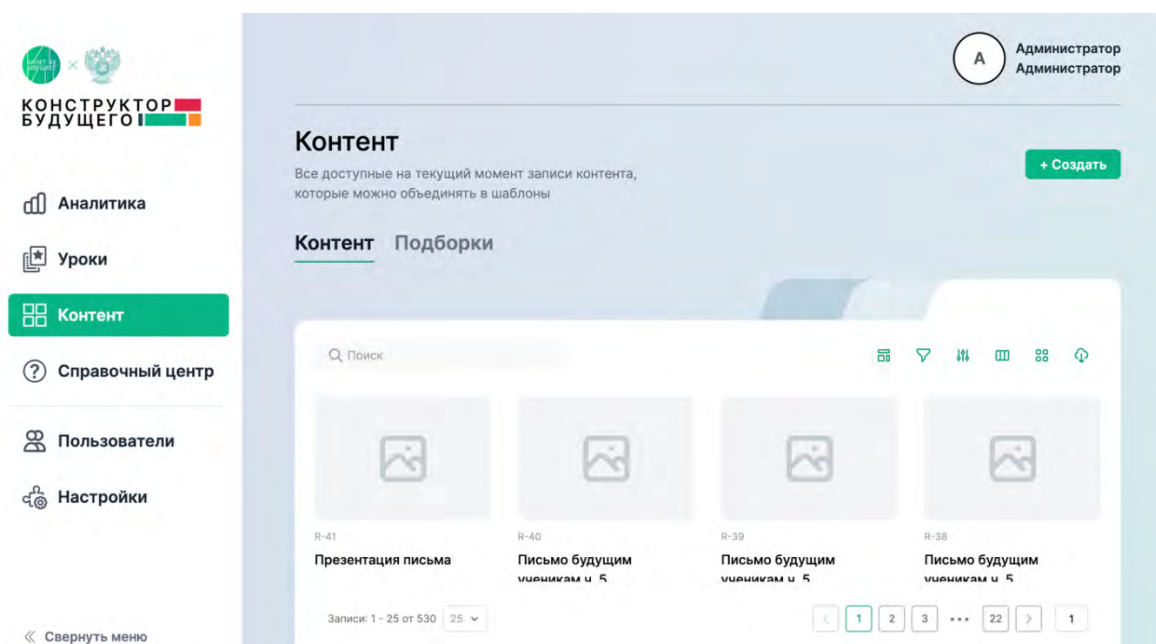 БИЛЕТ В
БУДУЩЕЕ
×
КОНСТРУКТОР
БУДУЩЕГО
А
Администратор
Администратор
Контент
Все доступные на текущий момент записи контента,
которые можно объединять в шаблоны
+ Создать
Аналитика
Уроки
Контент
Справочный центр
Пользователи
Настройки
Свернуть меню
Контент Подборки
Поиск
R-41
Презентация письма
R-40
Письмо будущим
ученикам ч. 5
R-39
Письмо будущим
ученикам ч. 5
R-38
Письмо будущим
ученикам ч. 5
Записи: 1 - 25 от 530 25
1 2 3 ••• 22 > 1